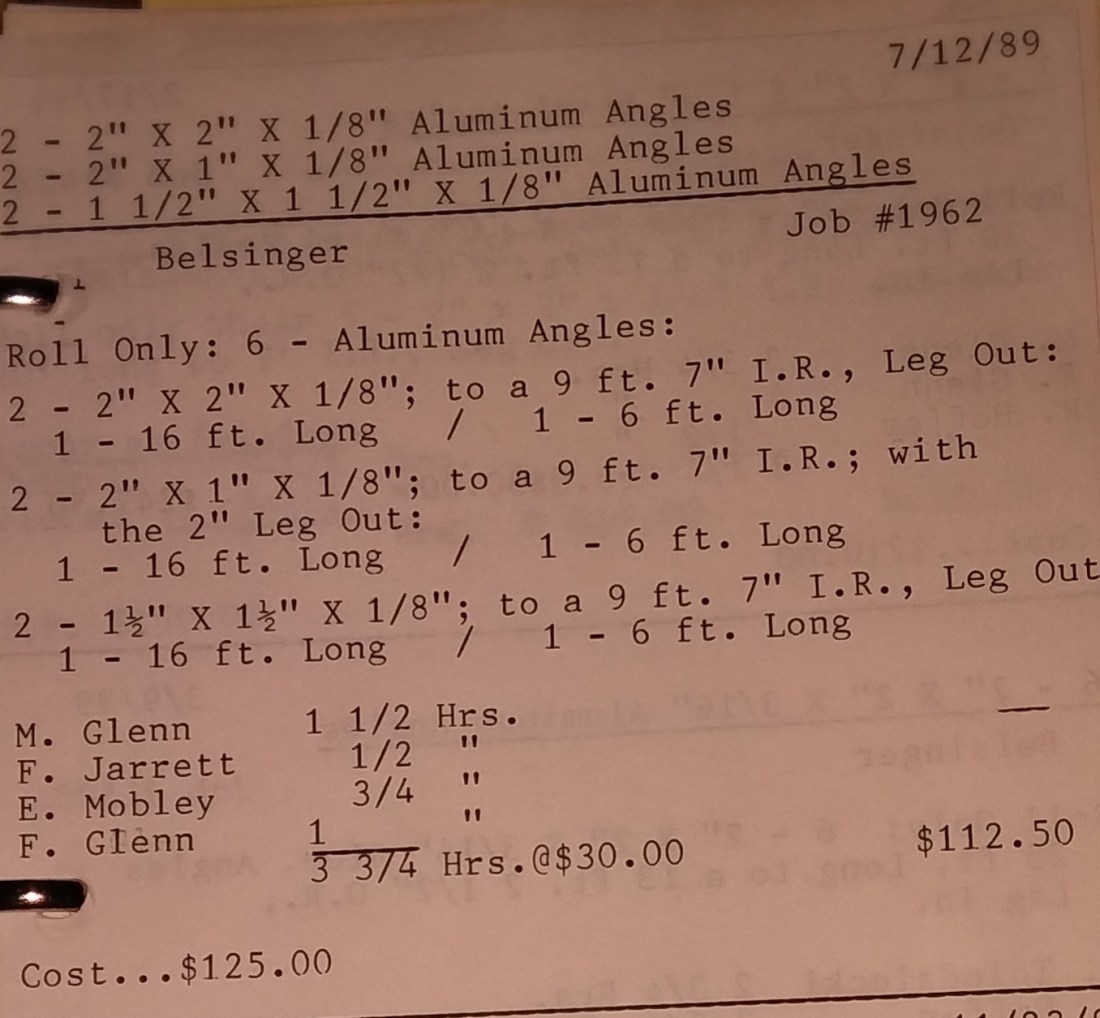 7/12/89
2 - 2" X 2" X 1/8" Aluminum Angles
2 - 2" X 1" X 1/8" Aluminum Angles
2 - 1 1/2" X 1 1/2" X 1/8" Aluminum Angles
Belsinger Job #1962
Roll Only: 6 - Aluminum Angles:
2 - 2" X 2" X 1/8"; to a 9 ft. 7" I.R., Leg Out:
1 - 16 ft. Long / 1 - 6 ft. Long
2 - 2" X 1" X 1/8"; to a 9 ft. 7" I.R.; with
the 2" Leg Out:
1 - 16 ft. Long / 1 - 6 ft. Long
2 - 1½" X 1½" X 1/8"; to a 9 ft. 7" I.R., Leg Out
1 - 16 ft. Long / 1 - 6 ft. Long
M. Glenn 1 1/2 Hrs.
F. Jarrett 1/2 "
E. Mobley 3/4 "
F. Glenn 1 "
3 3/4 Hrs.@$30.00 $112.50
Cost...$125.00